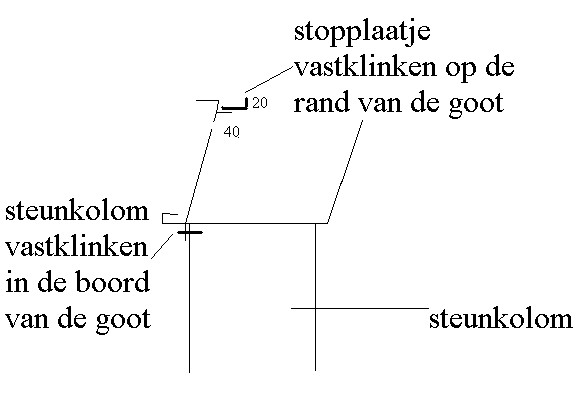 stopplaatje
vastklinken op de
rand van de goot
20
40
steunkolom
vastklinken
in de boord
van de goot
steunkolom